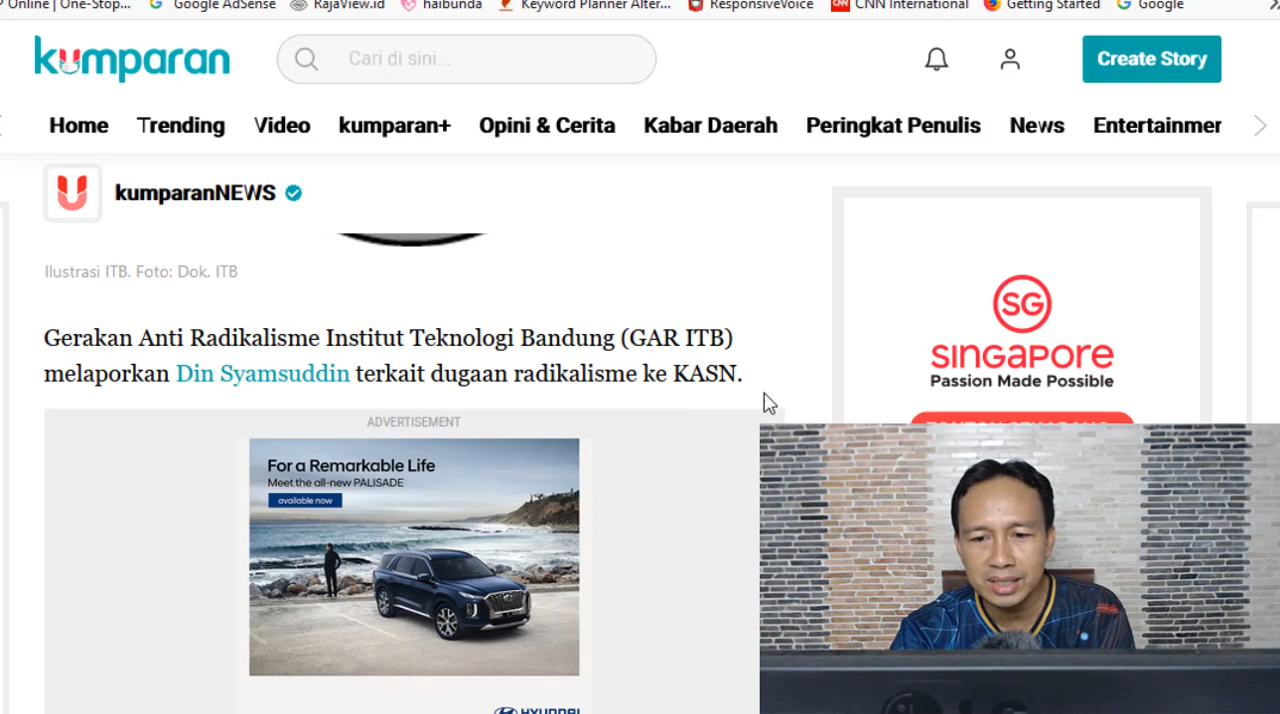 Online | One-Stop...
Google AdSense
RajaView.id
haibunda
Keyword Planner Alter...
ResponsiveVoice
CNN CNN International
Getting Started
Google
kumparan
Cari di sini...
Create Story
Home
Trending
Video
kumparan+
Opini & Cerita
Kabar Daerah
Peringkat Penulis
News
Entertainmer
kumparanNEWS
Ilustrasi ITB. Foto: Dok. ITB
Gerakan Anti Radikalisme Institut Teknologi Bandung (GAR ITB)
melaporkan Din Syamsuddin terkait dugaan radikalisme ke KASN.
ADVERTISEMENT
For a Remarkable Life
Meet the all-new PALISADE
available now
HYUNDAI
SG
SINGAPORE
Passion Made Possible
LG